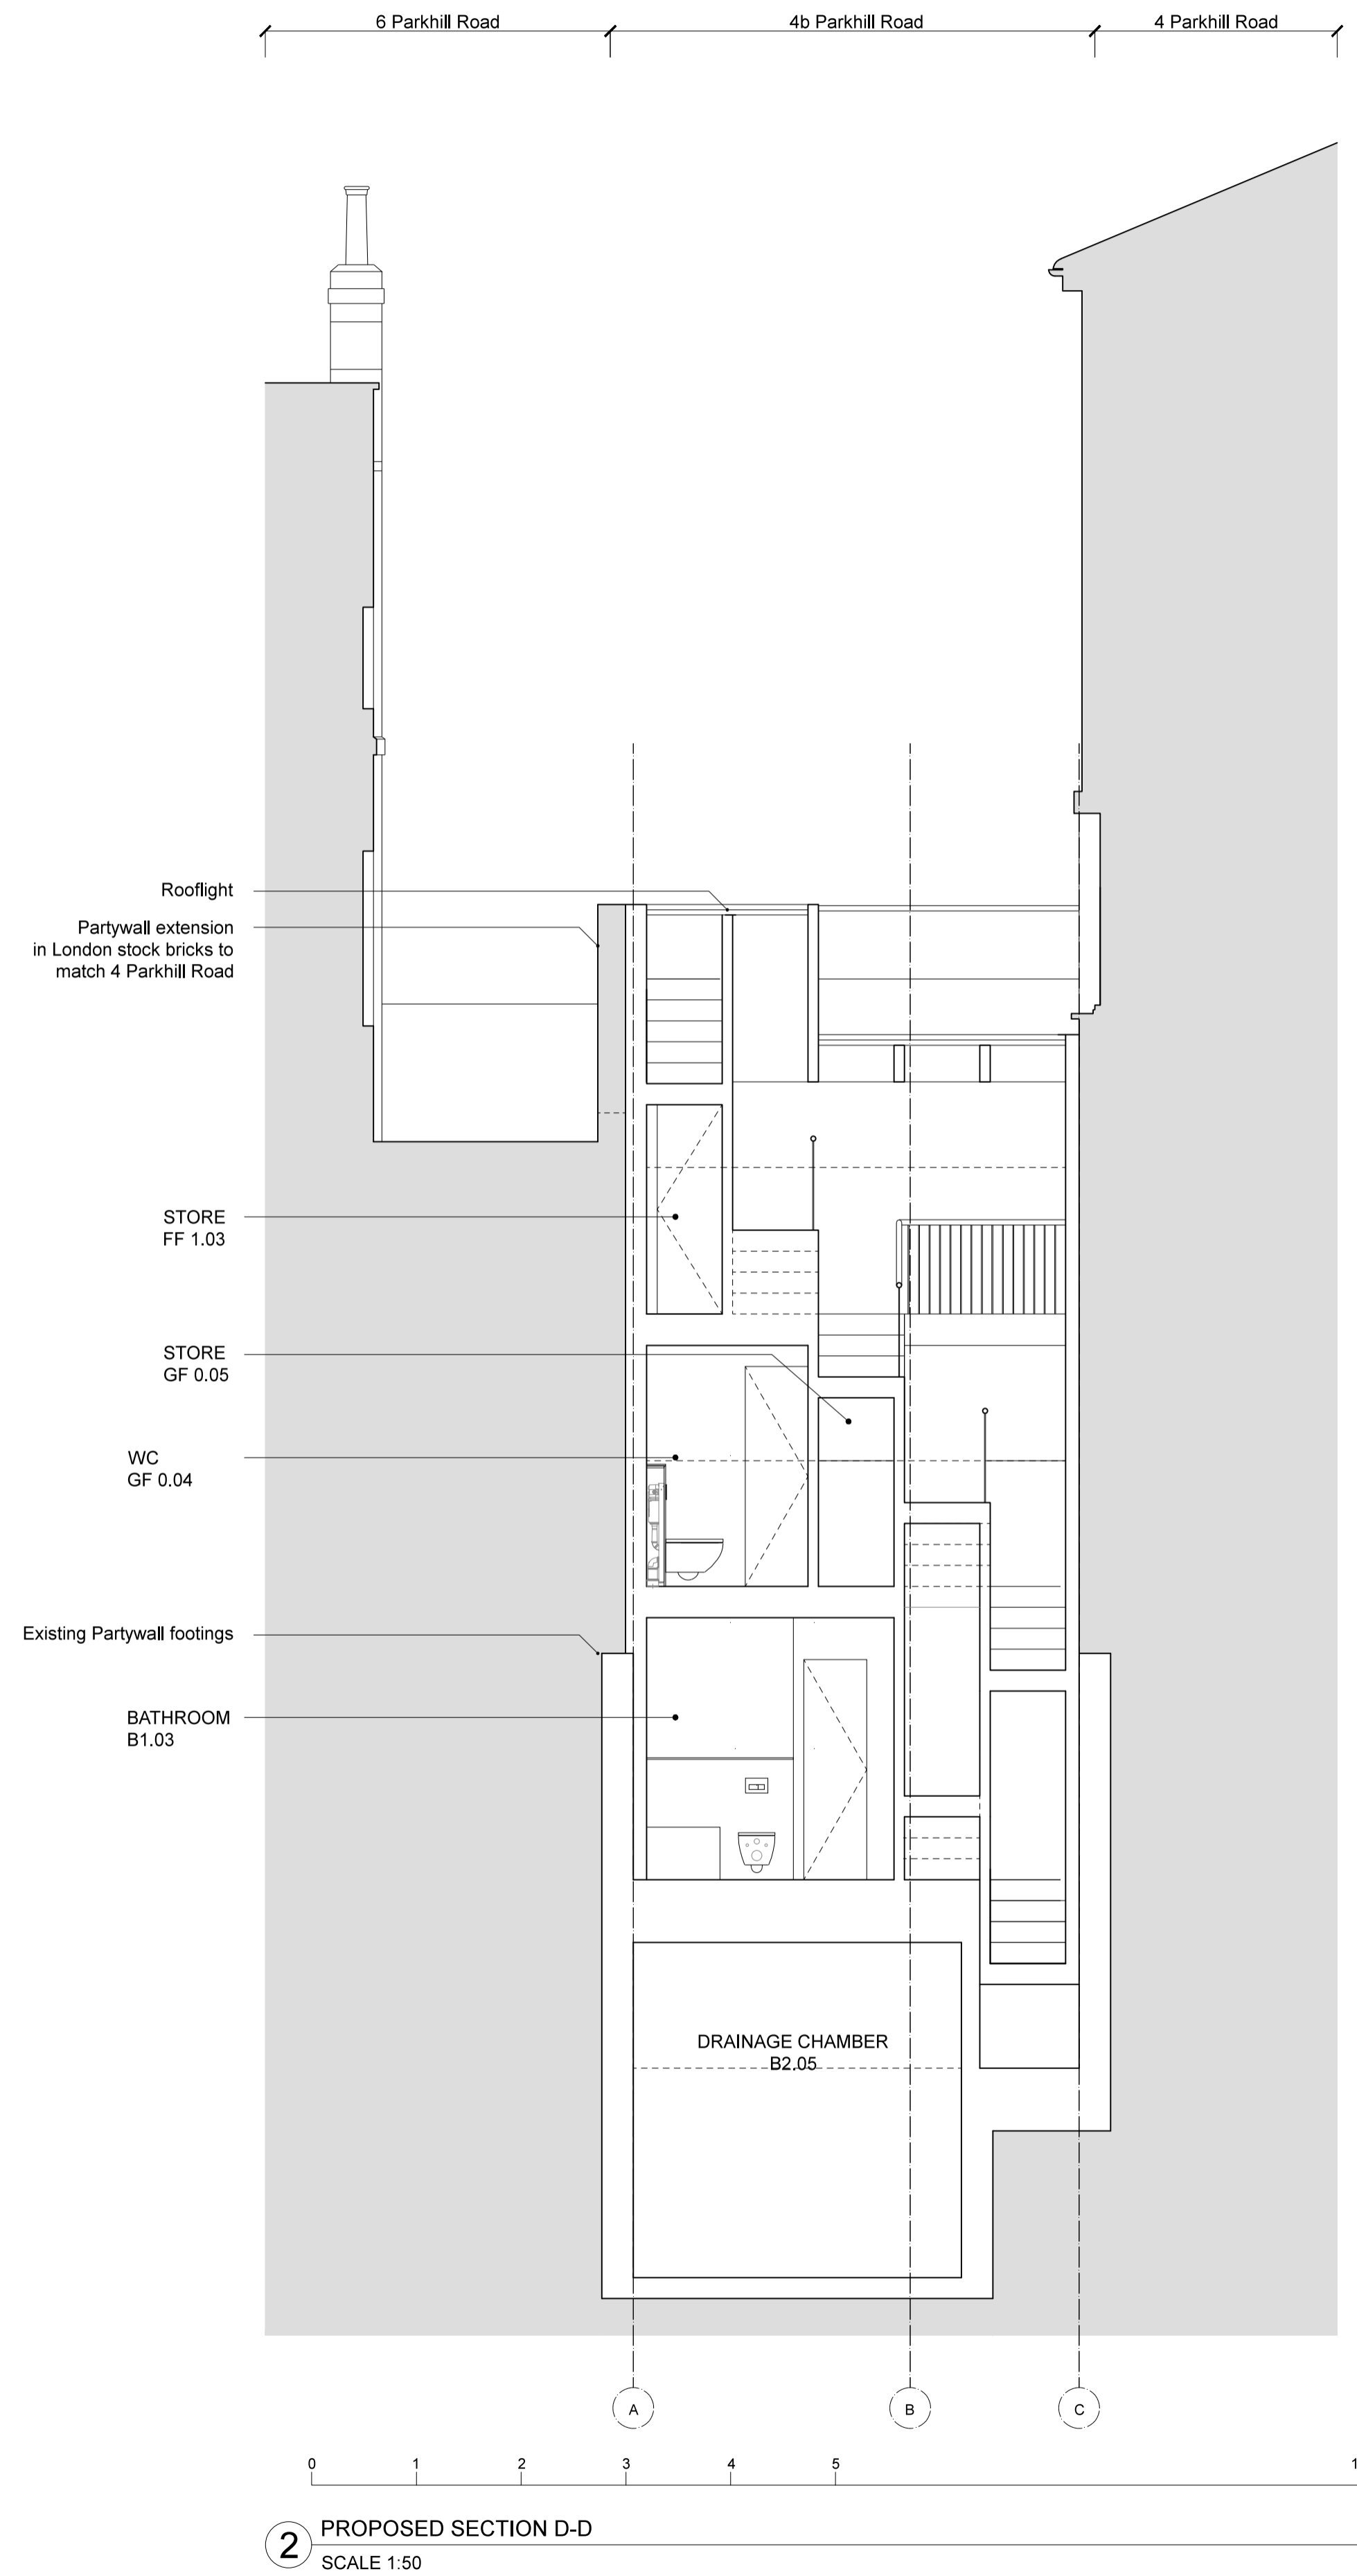 6 Parkhill Road
4b Parkhill Road
4 Parkhill Road
Rooflight
Partywall extension
in London stock bricks to
match 4 Parkhill Road
STORE
FF 1.03
STORE
GF 0.05
WC
GF 0.04
Existing Partywall footings
BATHROOM
B1.03
DRAINAGE CHAMBER
B2.05
A
B
C
0
1
2
3
4
5
2
PROPOSED SECTION D-D
SCALE 1:50